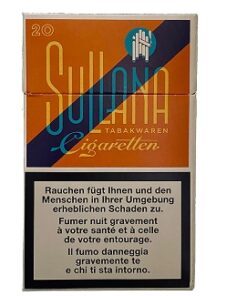 20
SULLANA
TABAKWAREN
Cigaretten
Rauchen fügt Ihnen und den
Menschen in Ihrer Umgebung
erheblichen Schaden zu.
Fumer nuit gravement
à votre santé et à celle
de votre entourage.
Il fumo danneggia
gravemente te
e chi ti sta intorno.